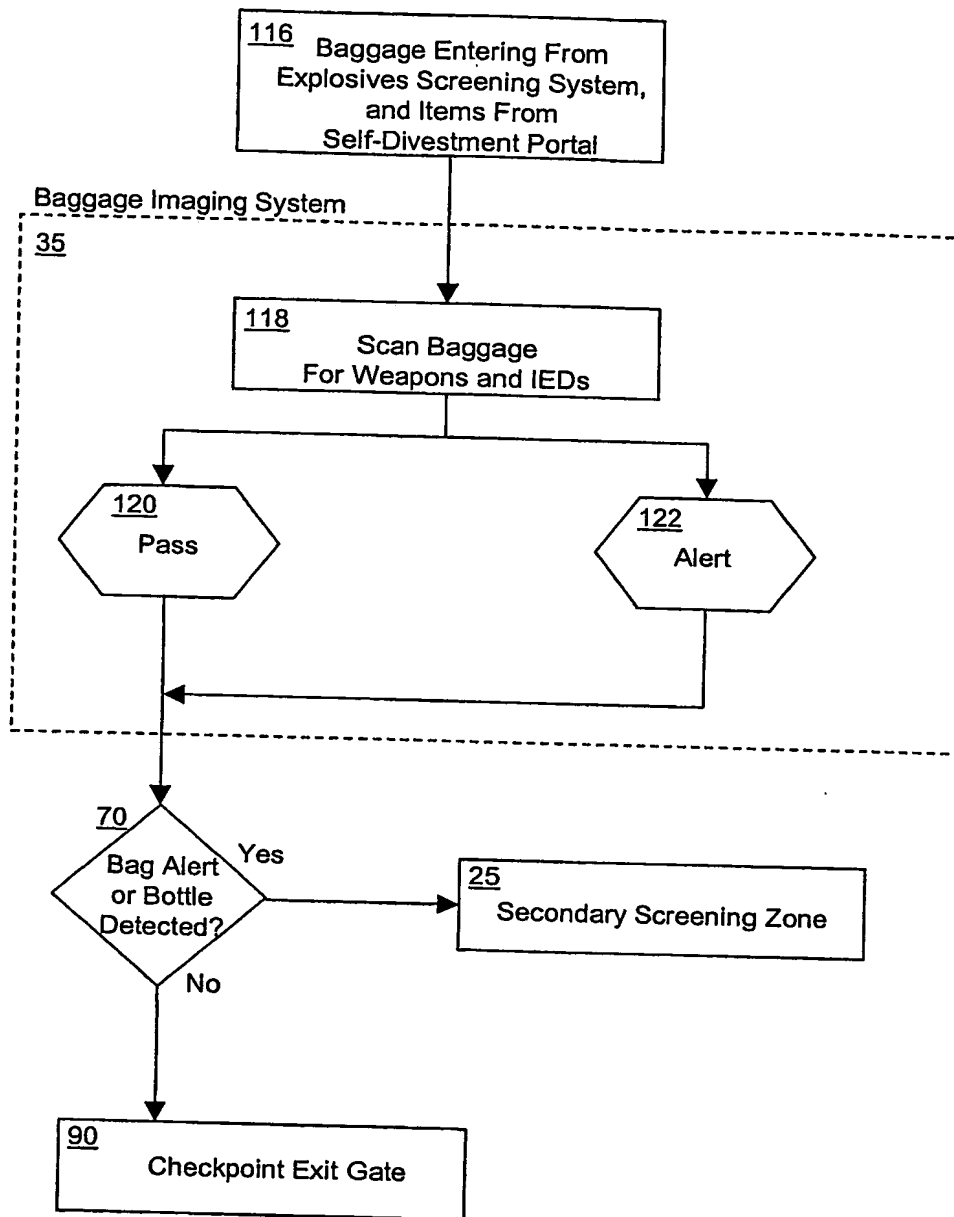 116
Baggage Entering From
Explosives Screening System,
and Items From
Self-Divestment Portal
Baggage Imaging System
35
118
Scan Baggage
For Weapons and IEDs
120
Pass
122
Alert
70
Bag Alert
or Bottle
Detected?
Yes
No
25
Secondary Screening Zone
90
Checkpoint Exit Gate